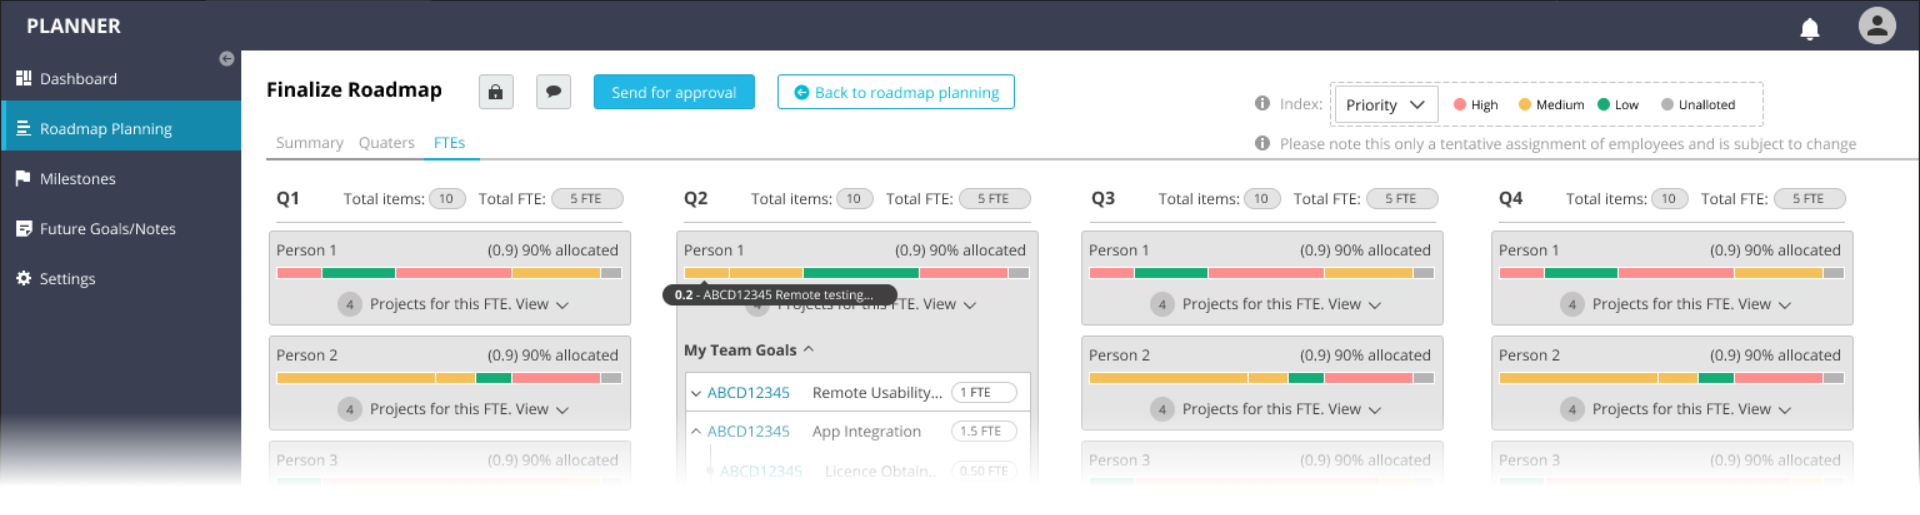 PLANNER
Dashboard
Roadmap Planning
Milestones
Future Goals/Notes
Settings
Finalize Roadmap
Send for approval
Back to roadmap planning
Index:
Priority
High
Medium
Low
Unalloted
Summary
Quaters
FTEs
Please note this only a tentative assignment of employees and is subject to change
Q1 Total items: 10 Total FTE: 5 FTE
Person 1 (0.9) 90% allocated
4 Projects for this FTE. View
Person 2 (0.9) 90% allocated
4 Projects for this FTE. View
Person 3 (0.9) 90% allocated
Q2 Total items: 10 Total FTE: 5 FTE
Person 1 (0.9) 90% allocated
0.2 - ABCD12345 Remote testing...
4 Projects for this FTE. View
My Team Goals
ABCD12345 Remote Usability... 1 FTE
ABCD12345 App Integration 1.5 FTE
ABCD12345 Licence Obtain.. 0.50 FTE
Q3 Total items: 10 Total FTE: 5 FTE
Person 1 (0.9) 90% allocated
4 Projects for this FTE. View
Person 2 (0.9) 90% allocated
4 Projects for this FTE. View
Person 3 (0.9) 90% allocated
Q4 Total items: 10 Total FTE: 5 FTE
Person 1 (0.9) 90% allocated
4 Projects for this FTE. View
Person 2 (0.9) 90% allocated
4 Projects for this FTE. View
Person 3 (0.9) 90% allocated